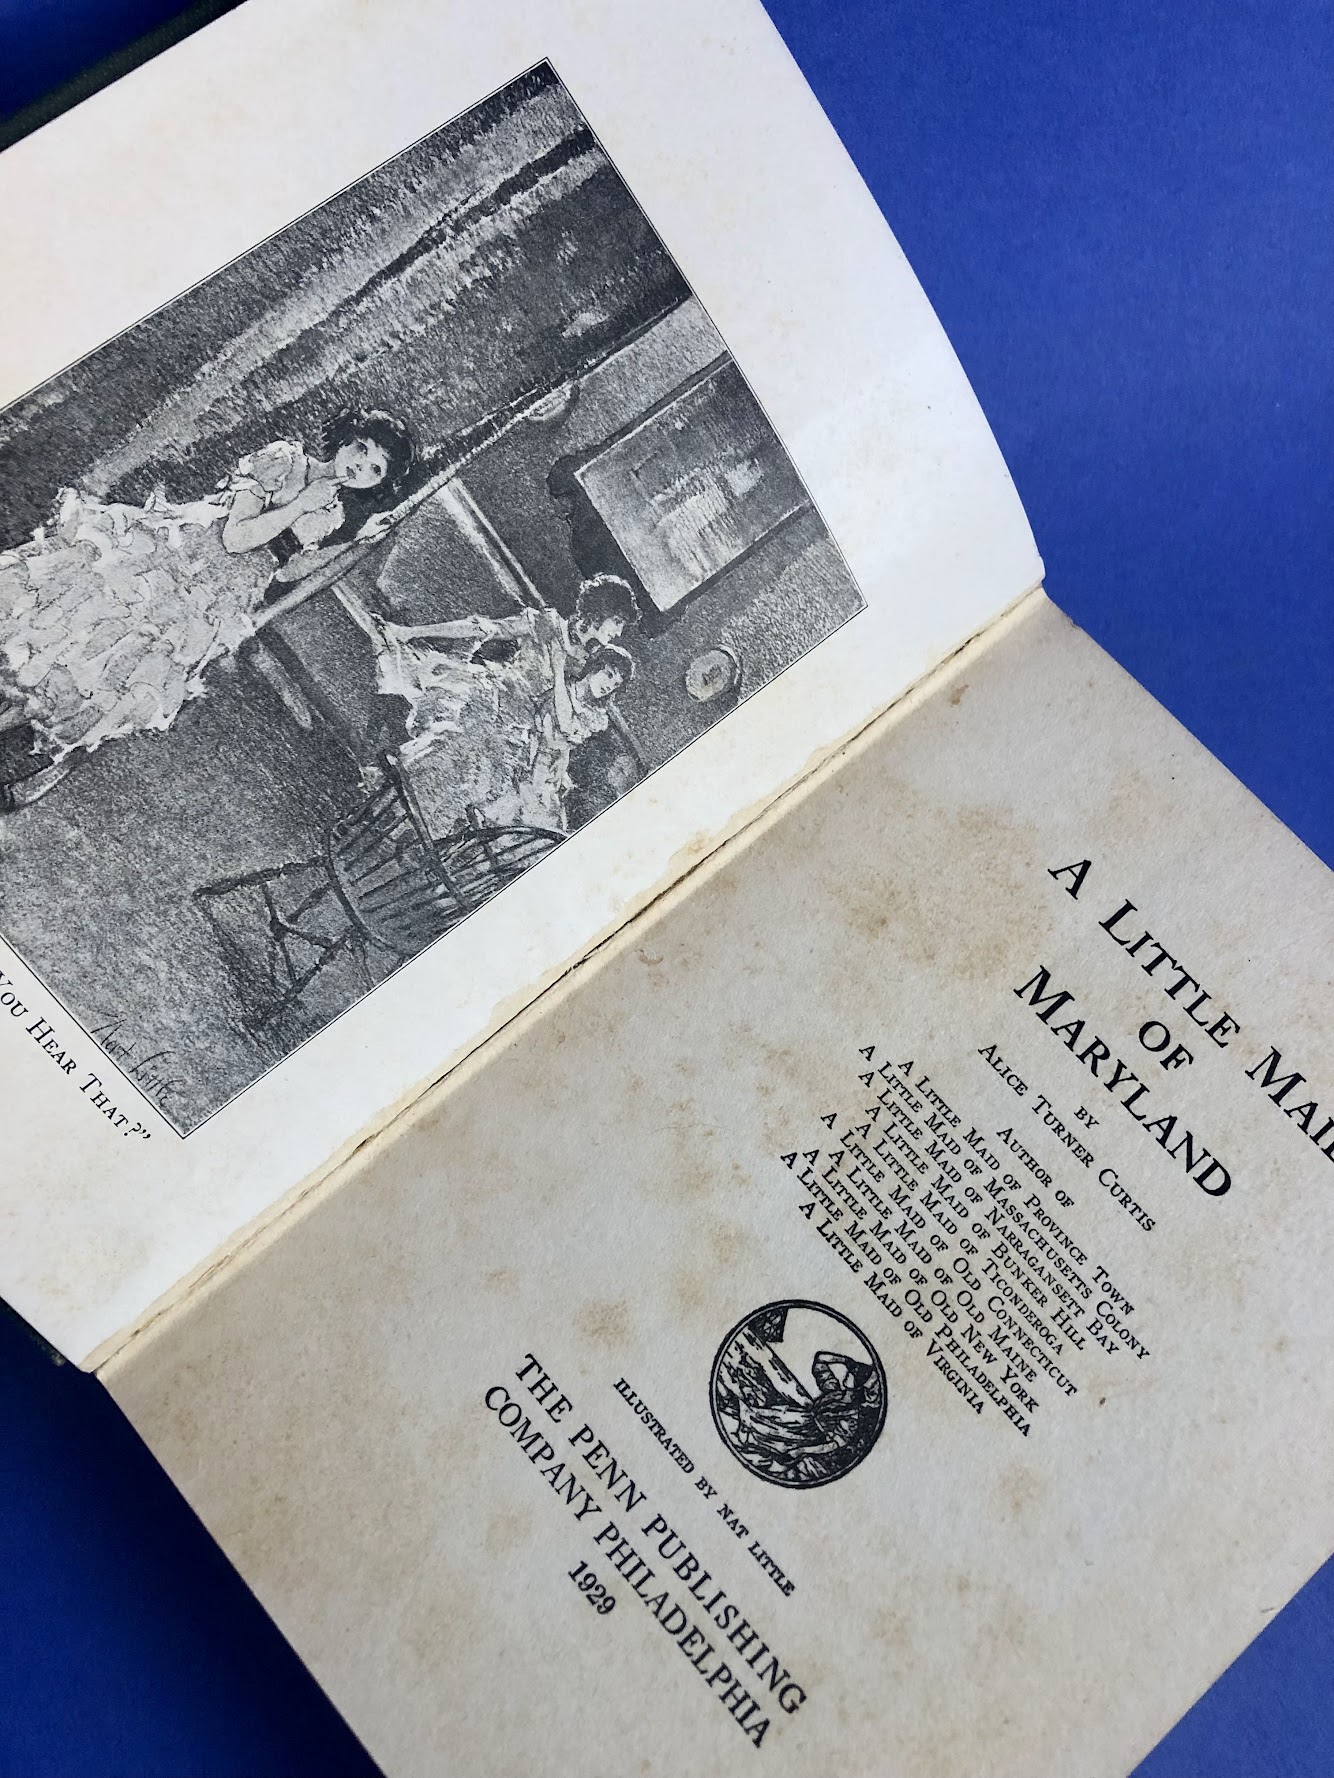 YOU HEAR THAT?”
Nat Little
A LITTLE MAID
OF
MARYLAND
BY
ALICE TURNER CURTIS
AUTHOR OF
A LITTLE MAID OF PROVINCE TOWN
A LITTLE MAID OF MASSACHUSETTS COLONY
A LITTLE MAID OF NARRAGANSETT BAY
A LITTLE MAID OF BUNKER HILL
A LITTLE MAID OF TICONDEROGA
A LITTLE MAID OF OLD CONNECTICUT
A LITTLE MAID OF OLD MAINE
A LITTLE MAID OF OLD NEW YORK
A LITTLE MAID OF OLD PHILADELPHIA
A LITTLE MAID OF VIRGINIA
ILLUSTRATED BY NAT LITTLE
THE PENN PUBLISHING
COMPANY PHILADELPHIA
1929